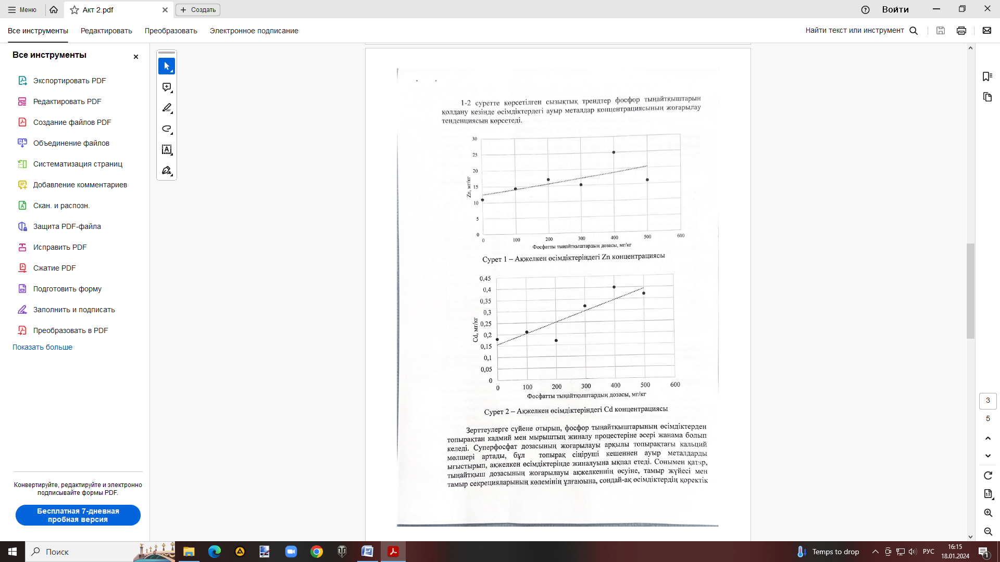 Меню
Акт 2.pdf
Создать
Войти
Все инструменты
Редактировать
Преобразовать
Электронное подписание
Найти текст или инструмент
Все инструменты
Экспортировать PDF
Редактировать PDF
Создание файлов PDF
Объединение файлов
Систематизация страниц
Добавление комментариев
Скан. и распозн.
Защита PDF-файла
Исправить PDF
Сжатие PDF
Подготовить форму
Заполнить и подписать
Преобразовать в PDF
Показать больше
Конвертируйте, редактируйте и электронно
подписывайте формы PDF.
Бесплатная 7-дневная
пробная версия
1-2 суретте көрсетілген сызықтық трендтер фосфор тыңайтқыштарын
қолдану кезінде өсімдіктердегі ауыр металдар концентрациясының жоғарылау
тенденциясын көрсетеді.
30
25
20
15
10
5
0
Zn, мг/кг
0 100 200 300 400 500 600
Фосфатты тыңайтқыштардың дозасы, мг/кг
Сурет 1 – Ақжелкен өсімдіктеріндегі Zn концентрациясы
0,45
0,4
0,35
0,3
0,25
0,2
0,15
0,1
0,05
0
Cd, мг/кг
0 100 200 300 400 500 600
Фосфатты тыңайтқыштардың дозасы, мг/кг
Сурет 2 – Ақжелкен өсімдіктеріндегі Cd концентрациясы
Зерттеулерге сүйене отырып, фосфор тыңайтқыштарының өсімдіктерден
топырақтан кадмий мен мырыштың жиналу процестеріне әсері жанама болып
келеді. Суперфосфат дозасының жоғарылауы арқылы топырақтағы кальций
мөлшері артады, бұл топырақ сіңіруші кешеннен ауыр металдарды
ығыстырып, ақжелкен өсімдіктерінде жиналуына ықпал етеді. Сонымен қатар,
тыңайтқыш дозасының жоғарылауы ақжелкеннің өсуіне, тамыр жүйесі мен
тамыр секрецияларының көлемінің ұлғаюына, сондай-ақ өсімдіктердің қоректік
3
5
Поиск
Temps to drop
РУС
16:15
18.01.2024
1